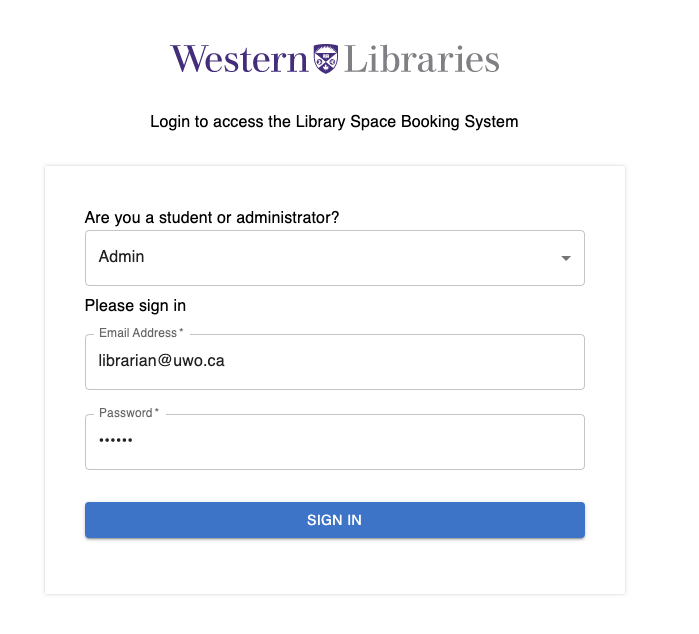 Western Libraries
Login to access the Library Space Booking System
Are you a student or administrator?
Admin
Please sign in
Email Address *
librarian@uwo.ca
Password *
••••••
SIGN IN